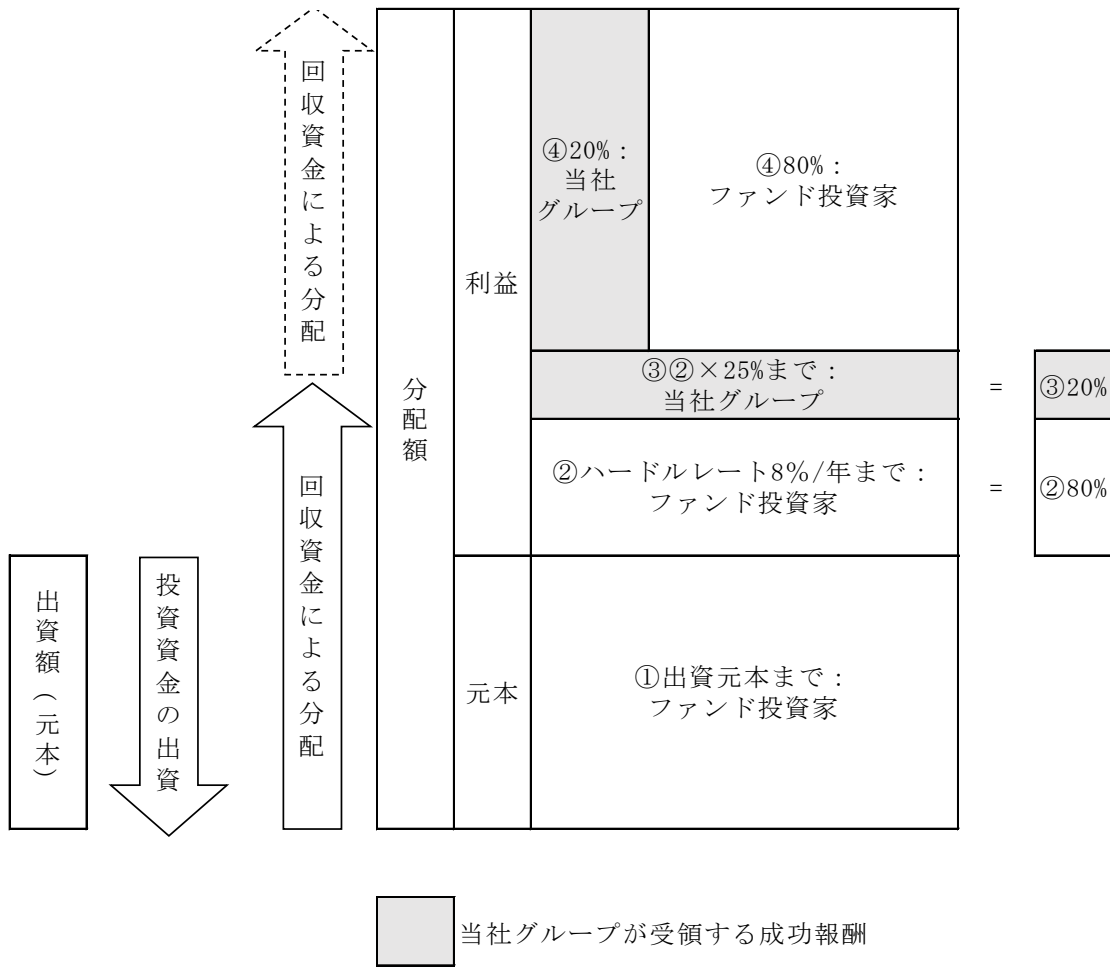 出資額（元本）
投資資金の出資
回収資金による分配
回収資金による分配
分配額
利益
元本
④20%：
当社
グループ
④80%：
ファンド投資家
③②×25%まで：
当社グループ
=
③20%
②ハードルレート8%/年まで：
ファンド投資家
=
②80%
①出資元本まで：
ファンド投資家
当社グループが受領する成功報酬